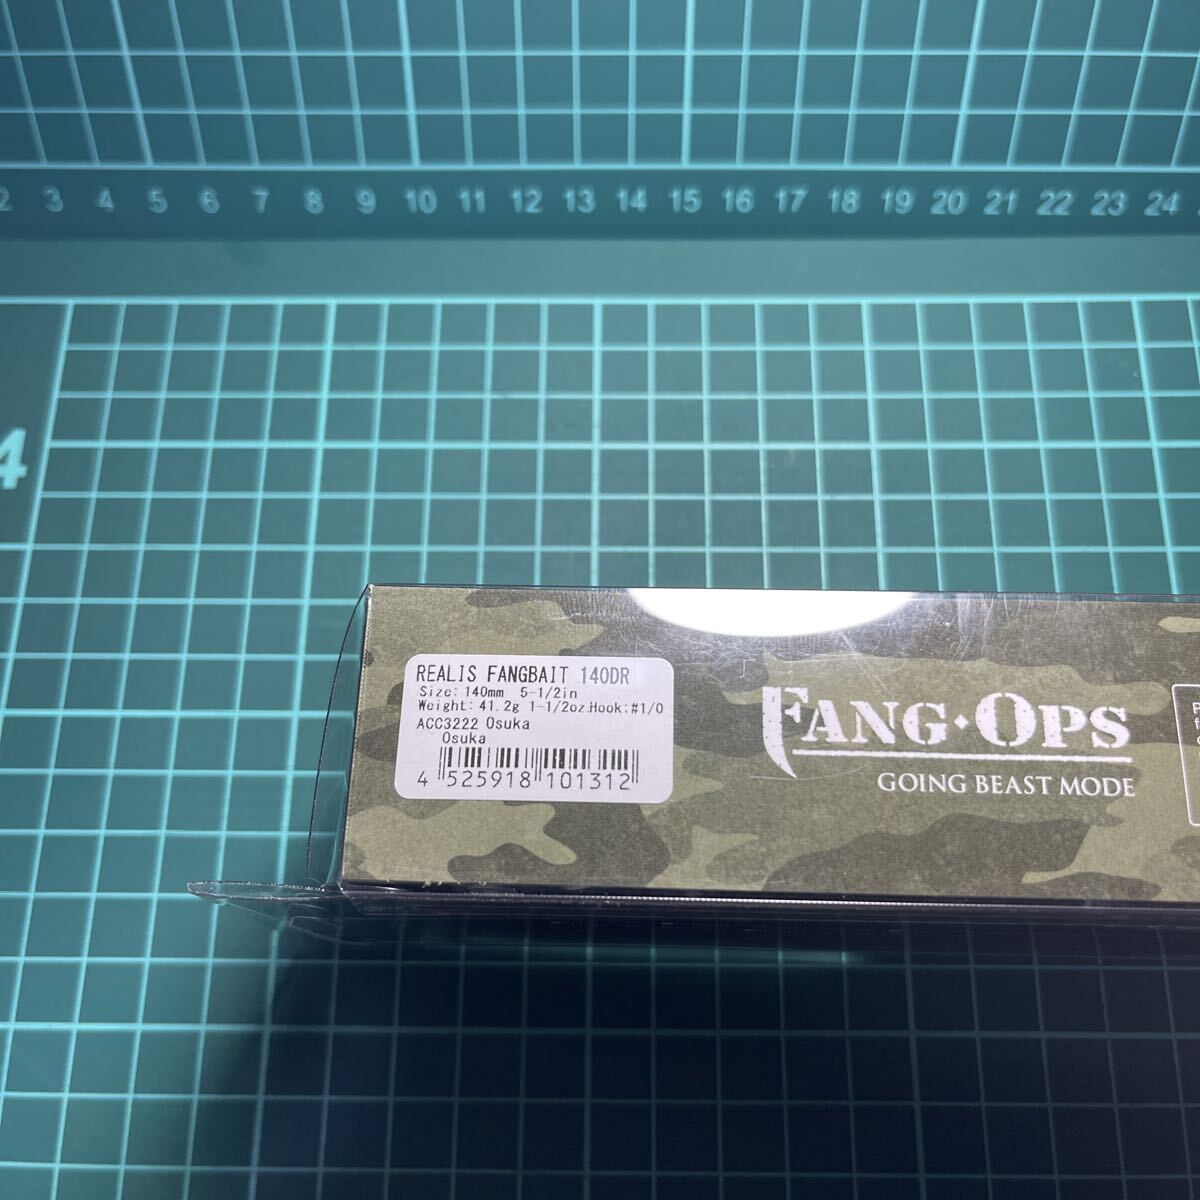 2 3 4 5 6 7 8 9 10 11 12 13 14 15 16 17 18 19 20 21 22 23 24
4
REALIS FANGBAIT 140DR
Size: 140mm 5-1/2in
Weight: 41.2g 1-1/2oz.Hook:#1/0
ACC3222 Osuka
Osuka
4 525918 101312
FANG·OPS
GOING BEAST MODE